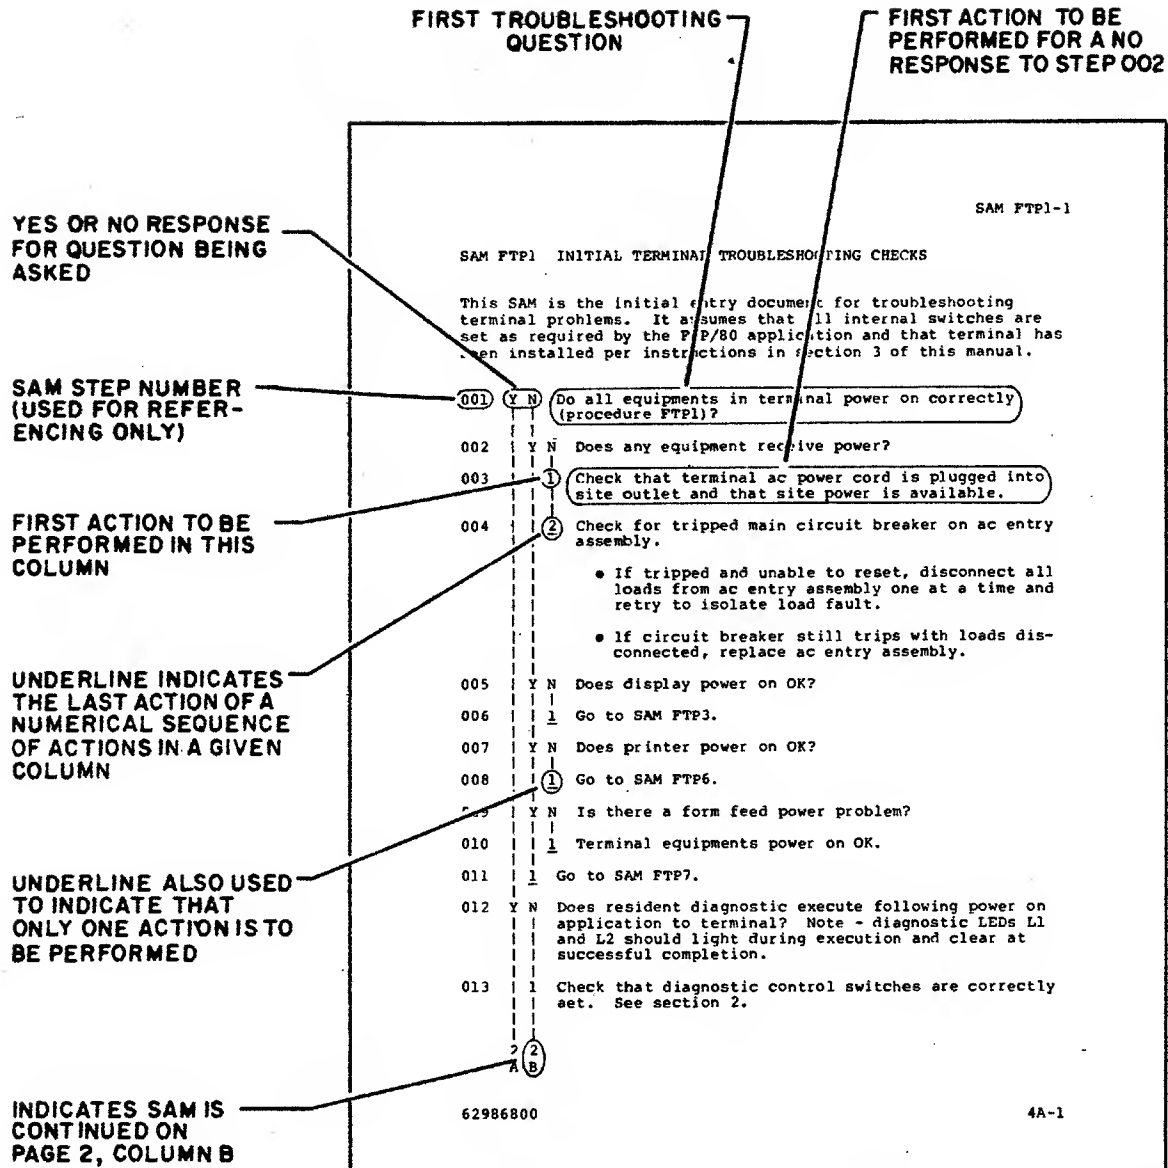 FIRST TROUBLESHOOTING
QUESTION
FIRST ACTION TO BE
PERFORMED FOR A NO
RESPONSE TO STEP 002
YES OR NO RESPONSE
FOR QUESTION BEING
ASKED
SAM STEP NUMBER
(USED FOR REFER-
ENCING ONLY)
FIRST ACTION TO BE
PERFORMED IN THIS
COLUMN
UNDERLINE INDICATES
THE LAST ACTION OF A
NUMERICAL SEQUENCE
OF ACTIONS IN A GIVEN
COLUMN
UNDERLINE ALSO USED
TO INDICATE THAT
ONLY ONE ACTION IS TO
BE PERFORMED
INDICATES SAM IS
CONTINUED ON
PAGE 2, COLUMN B
SAM FTP1-1
SAM FTP1 INITIAL TERMINAL TROUBLESHOOTING CHECKS
This SAM is the initial entry document for troubleshooting
terminal problems. It assumes that all internal switches are
set as required by the application and that terminal has
been installed per instructions in section 3 of this manual.
001 Y N Do all equipments in terminal power on correctly
(procedure FTP1)?
002 Y N Does any equipment receive power?
003 1 Check that terminal ac power cord is plugged into
site outlet and that site power is available.
004 2 Check for tripped main circuit breaker on ac entry
assembly.
• If tripped and unable to reset, disconnect all
loads from ac entry assembly one at a time and
retry to isolate load fault.
• If circuit breaker still trips with loads dis-
connected, replace ac entry assembly.
005 Y N Does display power on OK?
006 1 Go to SAM FTP3.
007 Y N Does printer power on OK?
008 1 Go to SAM FTP6.
Y N Is there a form feed power problem?
010 1 Terminal equipments power on OK.
011 1 Go to SAM FTP7.
012 Y N Does resident diagnostic execute following power on
application to terminal? Note - diagnostic LEDs L1
and L2 should light during execution and clear at
successful completion.
013 1 Check that diagnostic control switches are correctly
set. See section 2.
2 2
A B
62986800 4A-1